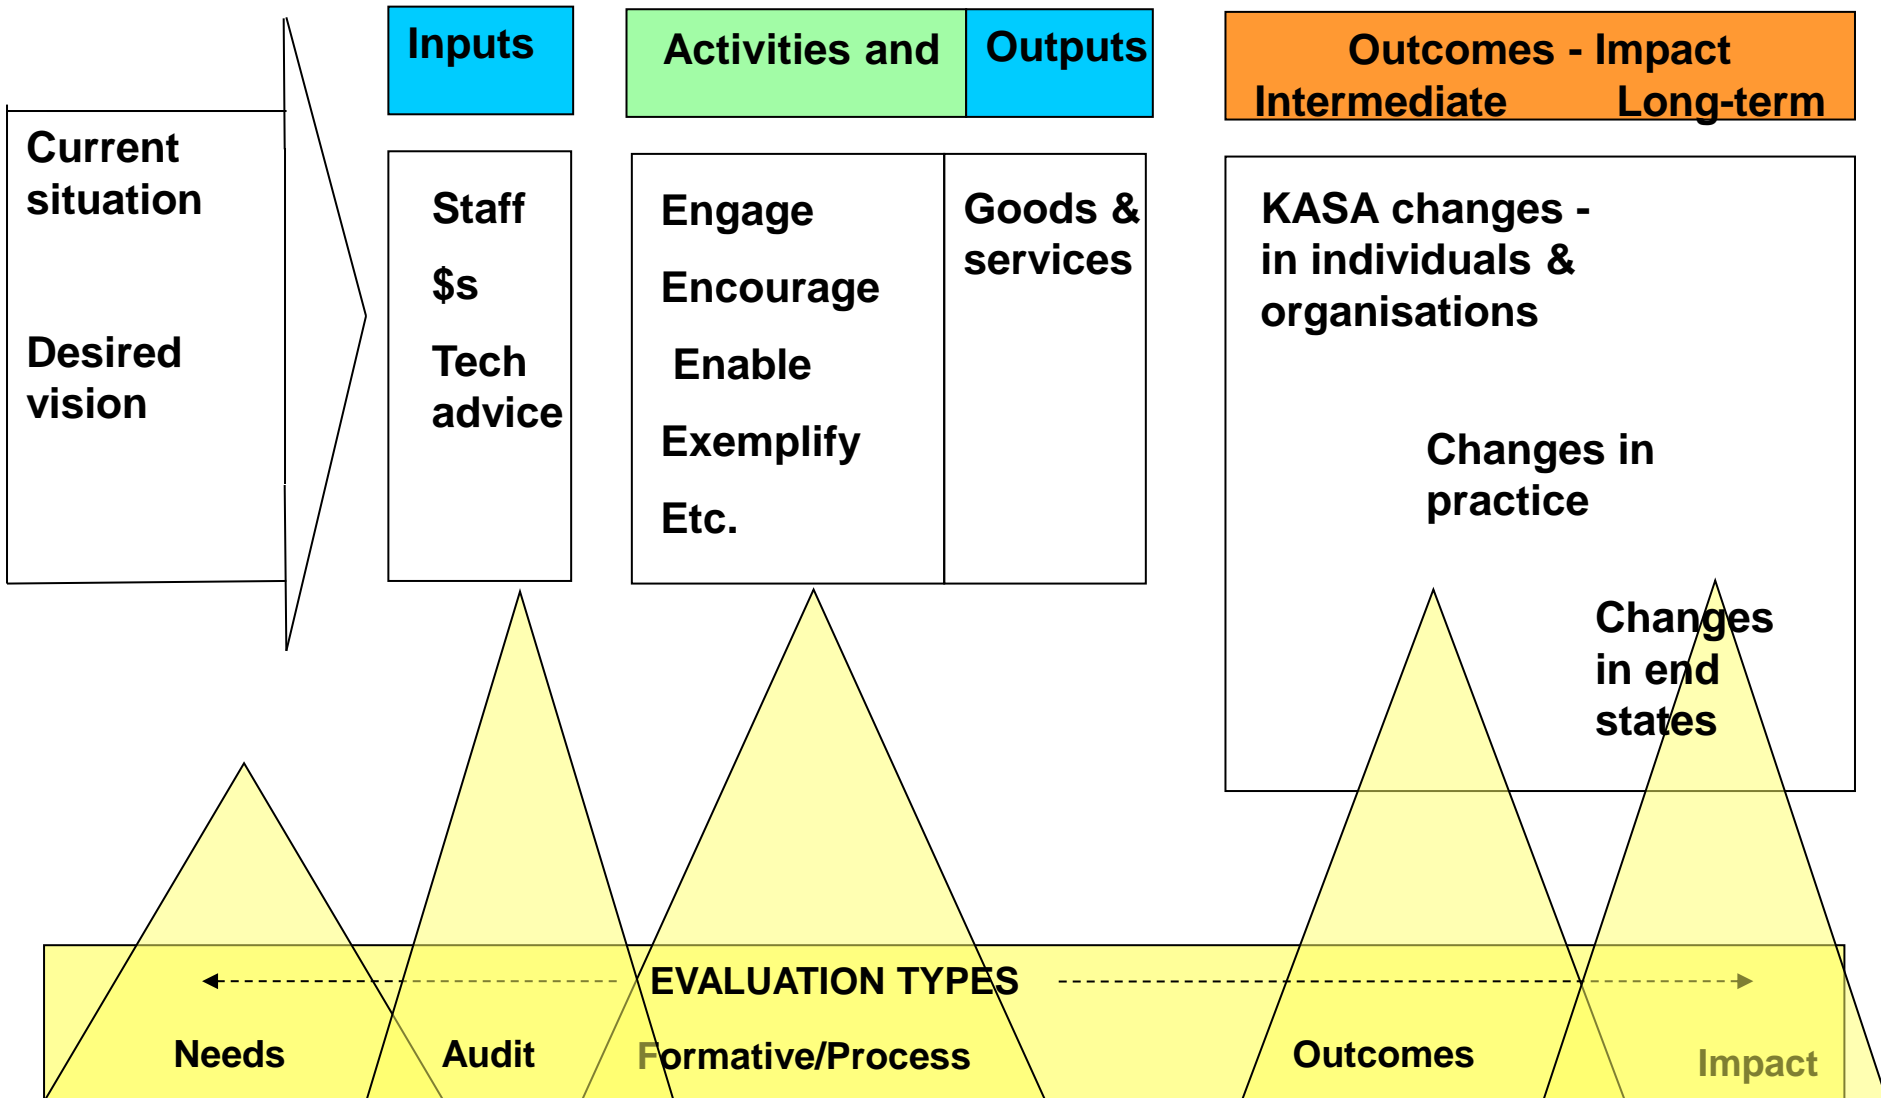 Inputs
Activities and
Outputs
Outcomes - Impact
Intermediate Long-term
Current
situation
Desired
vision
Staff
$s
Tech
advice
Engage
Encourage
Enable
Exemplify
Etc.
Goods &
services
KASA changes -
in individuals &
organisations
Changes in
practice
Changes
in end
states
EVALUATION TYPES
Needs
Audit
Formative/Process
Outcomes
Impact